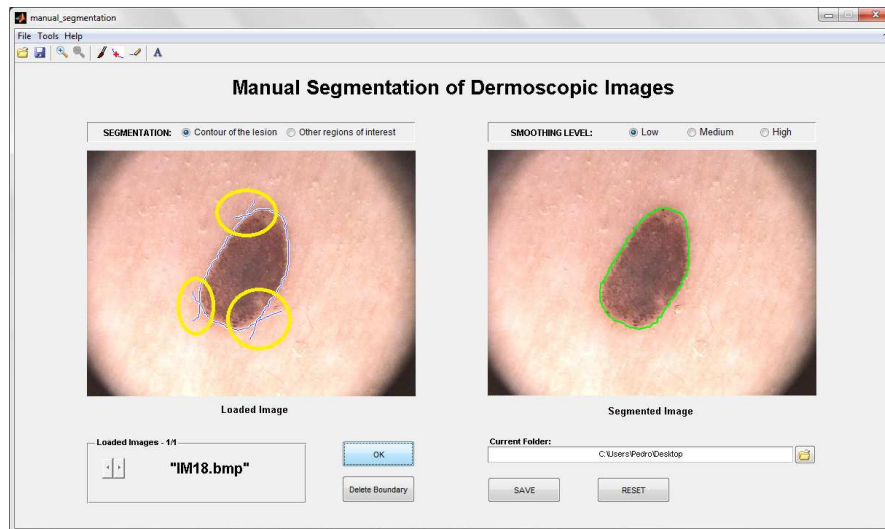 manual_segmentation
File Tools Help
A
Manual Segmentation of Dermoscopic Images
SEGMENTATION: Contour of the lesion Other regions of interest
SMOOTHING LEVEL: Low Medium High
Loaded Image
Segmented Image
Loaded Images - 1/1
"IM18.bmp"
OK
Delete Boundary
Current Folder:
C:\Users\Pedro\Desktop
SAVE RESET